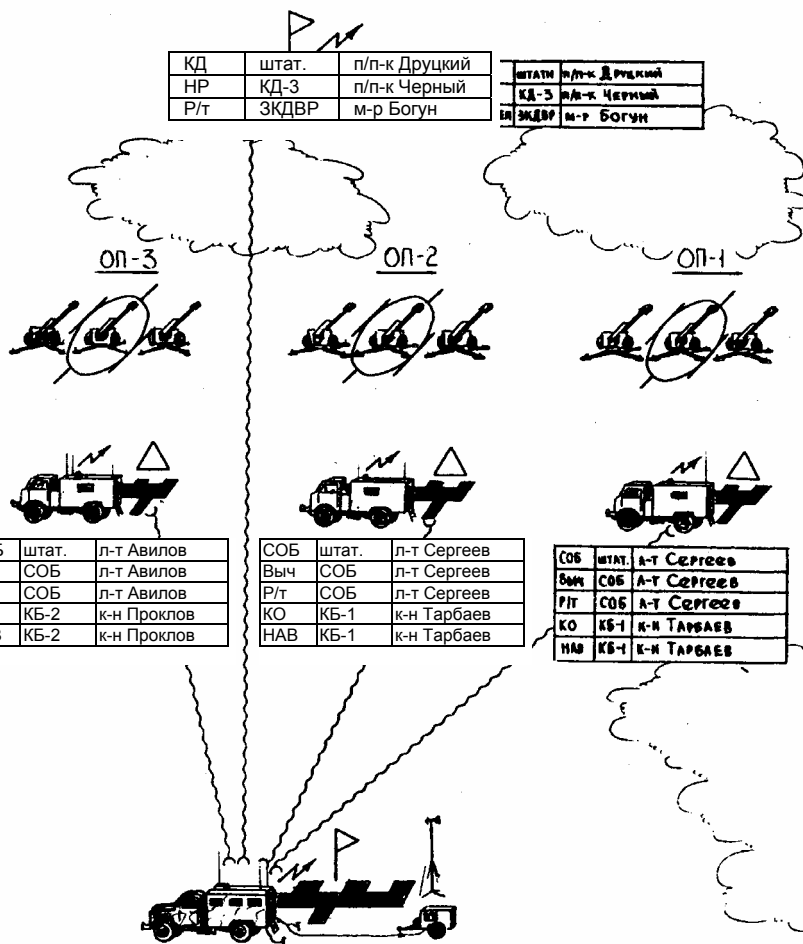 КД штат. п/п-к Друцкий
НР КД-3 п/п-к Черный
Р/т ЗКДВР м-р Богун
штатн п/п-к Друцкий
КД-3 п/п-к Черный
ЗКДВР м-р Богун
ОП-3 ОП-2 ОП-1
штат. л-т Авилов
СОБ л-т Авилов
СОБ л-т Авилов
КБ-2 к-н Проклов
КБ-2 к-н Проклов
СОБ штат. л-т Сергеев
Выч СОБ л-т Сергеев
Р/т СОБ л-т Сергеев
КО КБ-1 к-н Тарбаев
НАВ КБ-1 к-н Тарбаев
СОБ штат. л-т Сергеев
Выч СОБ л-т Сергеев
Р/т СОБ л-т Сергеев
КО КБ-1 к-н Тарбаев
НАВ КБ-1 к-н Тарбаев